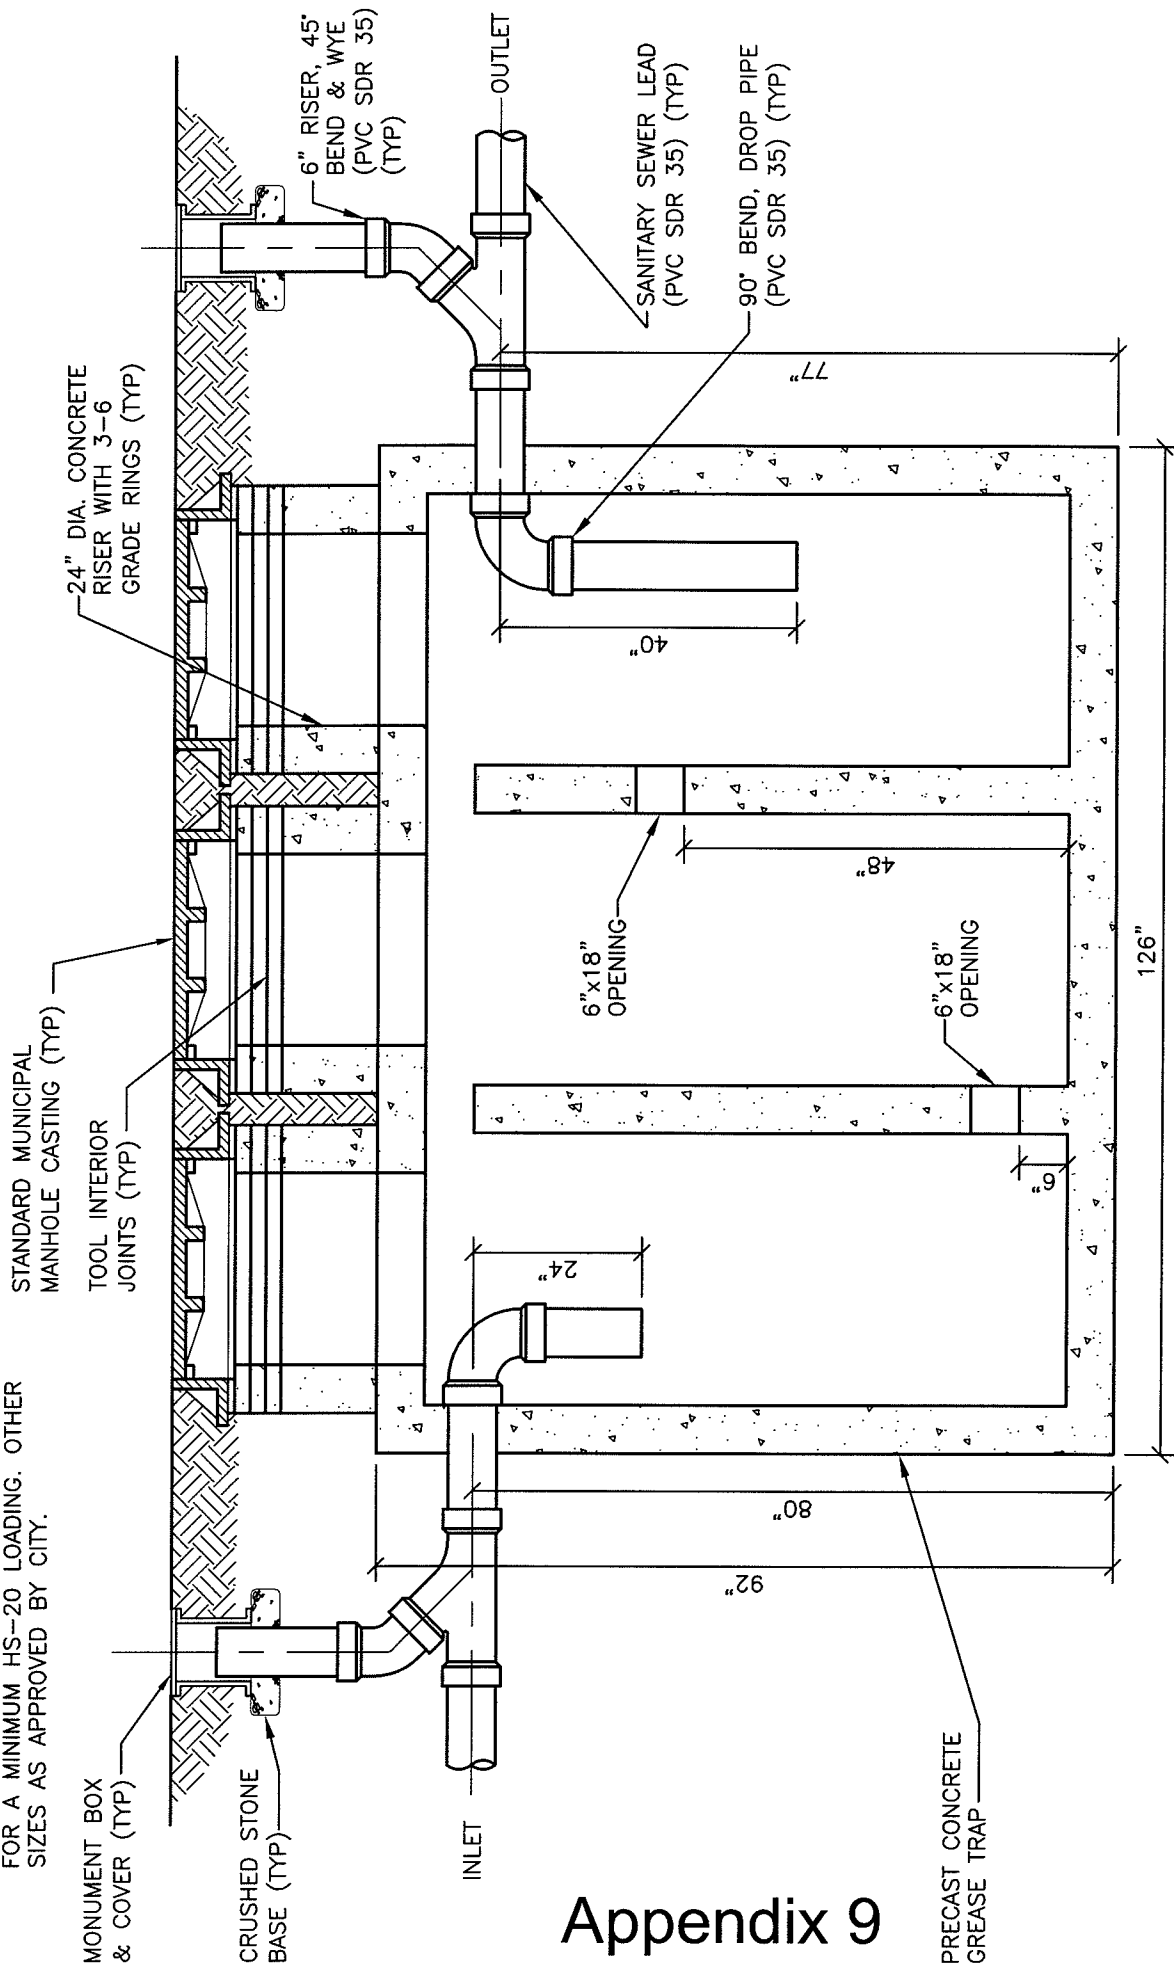 FOR A MINIMUM HS-20 LOADING. OTHER
SIZES AS APPROVED BY CITY.
STANDARD MUNICIPAL
MANHOLE CASTING (TYP)
TOOL INTERIOR
JOINTS (TYP)
24" DIA. CONCRETE
RISER WITH 3-6
GRADE RINGS (TYP)
6" RISER, 45°
BEND & WYE
(PVC SDR 35)
(TYP)
MONUMENT BOX
& COVER (TYP)
CRUSHED STONE
BASE (TYP)
INLET
OUTLET
SANITARY SEWER LEAD
(PVC SDR 35) (TYP)
90° BEND, DROP PIPE
(PVC SDR 35) (TYP)
6"x18"
OPENING
6"x18"
OPENING
24"
40"
48"
6"
77"
80"
92"
126"
PRECAST CONCRETE
GREASE TRAP
Appendix 9